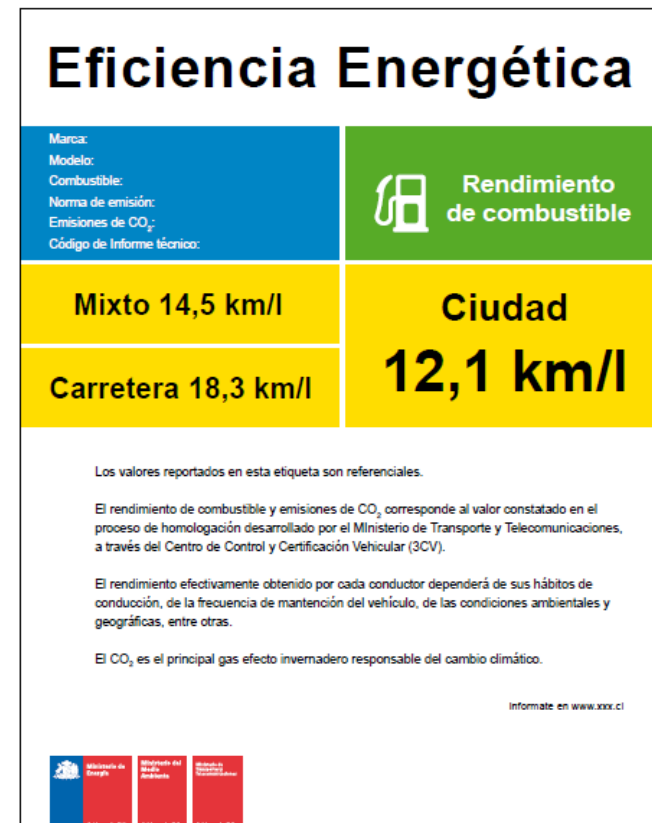 Eficiencia Energética
Marca:
Modelo:
Combustible:
Norma de emisión:
Emisiones de CO₂:
Código de Informe técnico:
Rendimiento
de combustible
Mixto 14,5 km/l
Carretera 18,3 km/l
Ciudad
12,1 km/l
Los valores reportados en esta etiqueta son referenciales.
El rendimiento de combustible y emisiones de CO₂ corresponde al valor constatado en el
proceso de homologación desarrollado por el MInisterio de Transporte y Telecomunicaciones,
a través del Centro de Control y Certificación Vehicular (3CV).
El rendimiento efectivamente obtenido por cada conductor dependerá de sus hábitos de
conducción, de la frecuencia de mantención del vehículo, de las condiciones ambientales y
geográficas, entre otras.
El CO₂ es el principal gas efecto invernadero responsable del cambio climático.
Informate en www.xxx.cl
Ministerio de
Energía
Ministerio del
Medio
Ambiente
Ministerio de
Transporte y
Telecomunicaciones